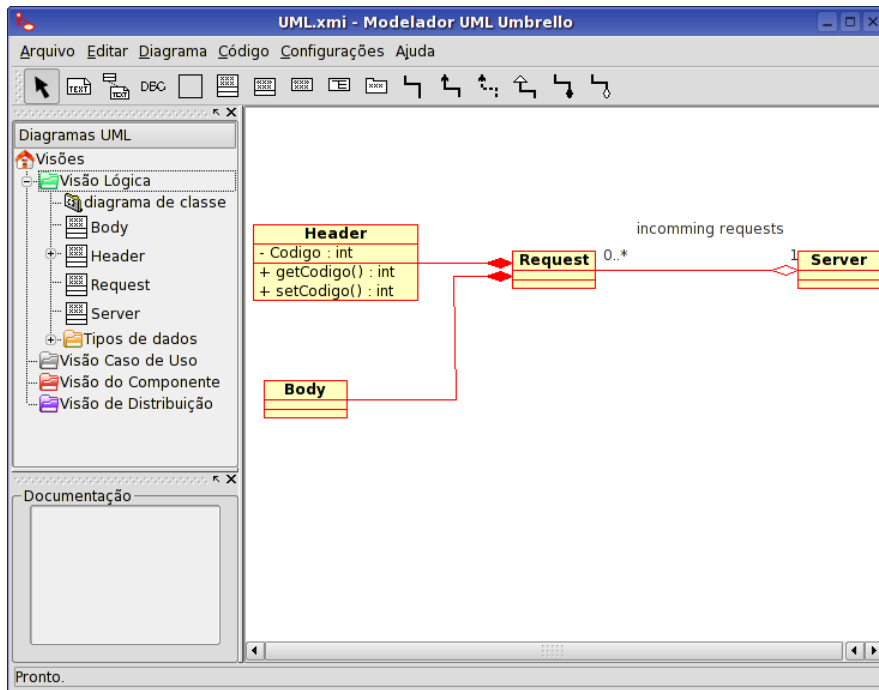 UML.xmi - Modelador UML Umbrello
Arquivo Editar Diagrama Código Configurações Ajuda
TEXT TEXT DBC
Diagramas UML
Visões
Visão Lógica
diagrama de classe
Body
Header
Request
Server
Tipos de dados
Visão Caso de Uso
Visão do Componente
Visão de Distribuição
Documentação
Header
- Codigo : int
+ getCodigo() : int
+ setCodigo() : int
Body
Request
0..*
incomming requests
1
Server
Pronto.